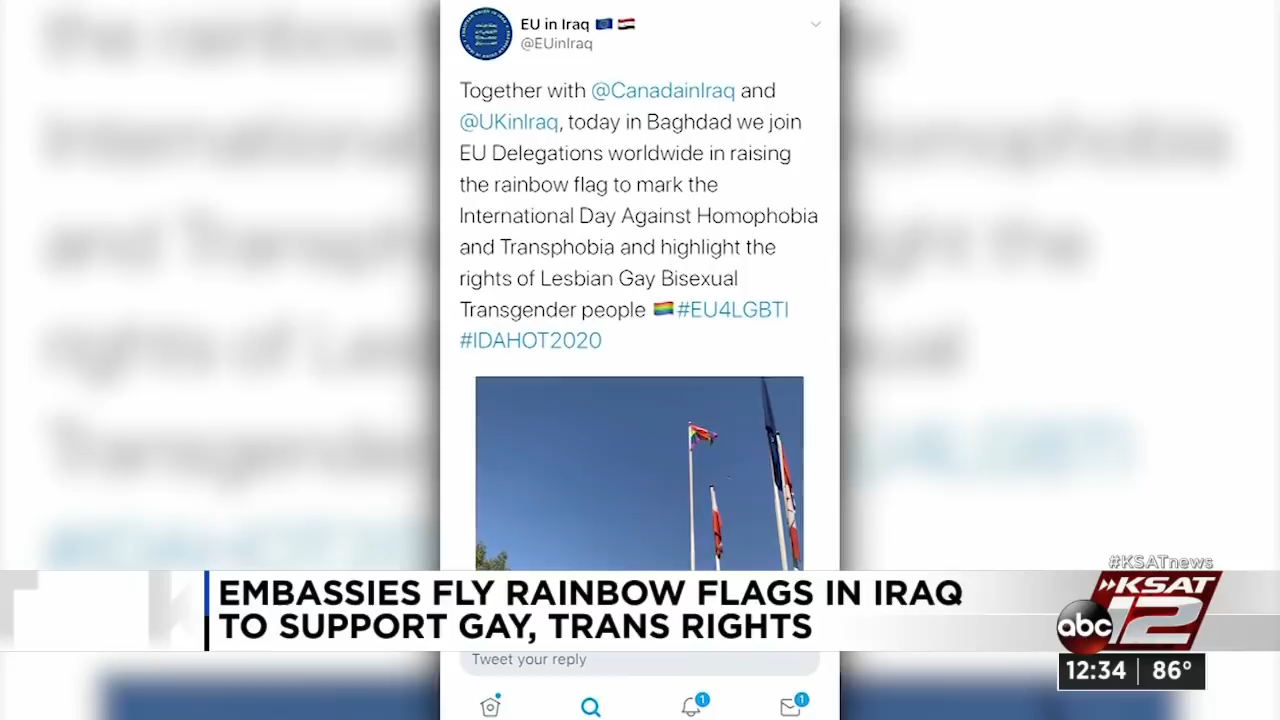 EU in Iraq
@EUinIraq
Together with @CanadainIraq and
@UKinIraq, today in Baghdad we join
EU Delegations worldwide in raising
the rainbow flag to mark the
International Day Against Homophobia
and Transphobia and highlight the
rights of Lesbian Gay Bisexual
Transgender people #EU4LGBTI
#IDAHOT2020
#KSATnews
EMBASSIES FLY RAINBOW FLAGS IN IRAQ
TO SUPPORT GAY, TRANS RIGHTS
KSAT
abc 12
12:34 86°
Tweet your reply
1 1